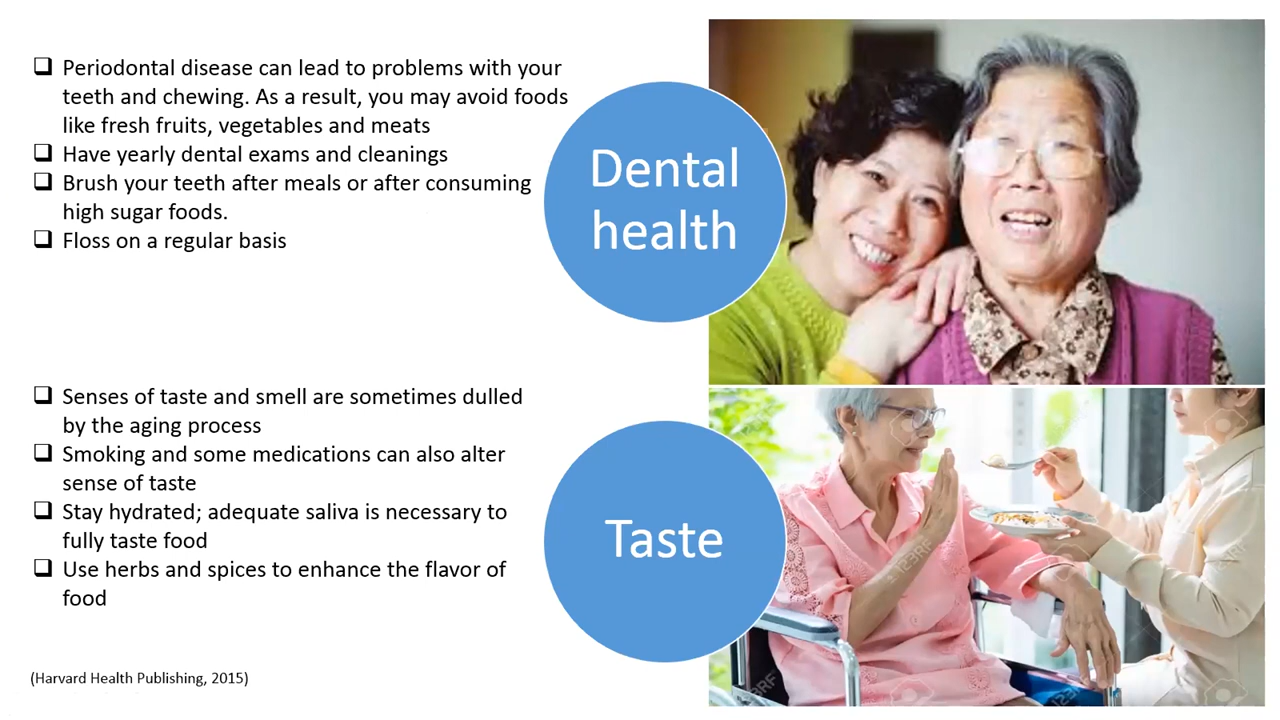 ❑ Periodontal disease can lead to problems with your
teeth and chewing. As a result, you may avoid foods
like fresh fruits, vegetables and meats
❑ Have yearly dental exams and cleanings
❑ Brush your teeth after meals or after consuming
high sugar foods.
❑ Floss on a regular basis
Dental
health
❑ Senses of taste and smell are sometimes dulled
by the aging process
❑ Smoking and some medications can also alter
sense of taste
❑ Stay hydrated; adequate saliva is necessary to
fully taste food
❑ Use herbs and spices to enhance the flavor of
food
Taste
(Harvard Health Publishing, 2015)
123RF
123RF